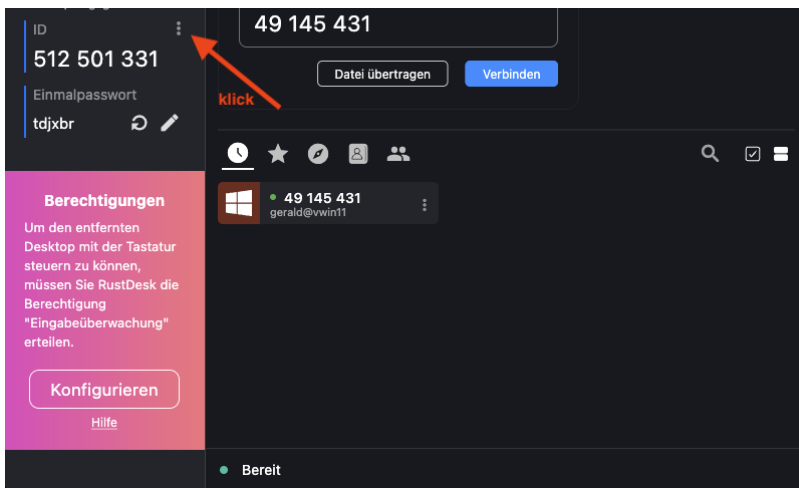 ID
512 501 331
Einmalpasswort
tdjxbr
49 145 431
Datei übertragen
Verbinden
klick
49 145 431
gerald@vwin11
Berechtigungen
Um den entfernten
Desktop mit der Tastatur
steuern zu können,
müssen Sie RustDesk die
Berechtigung
"Eingabeüberwachung"
erteilen.
Konfigurieren
Hilfe
Bereit